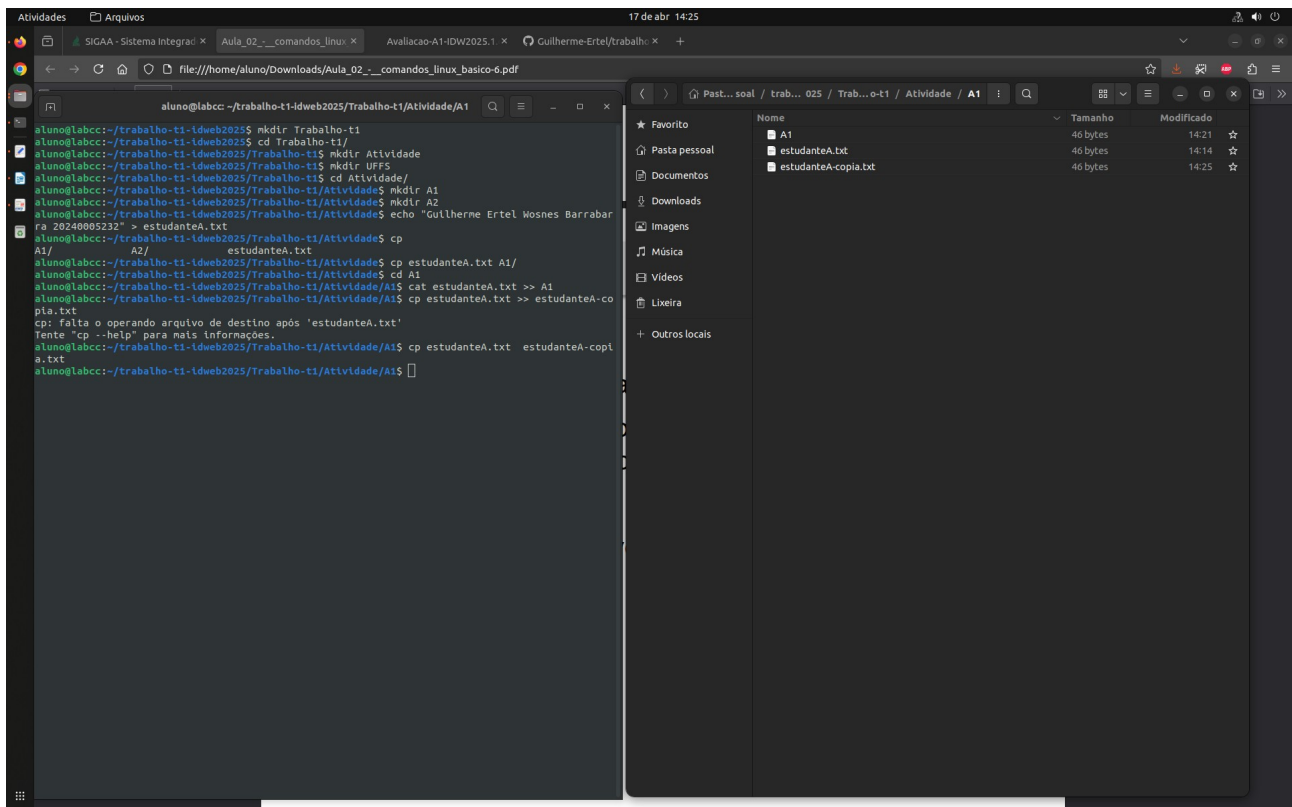 Atividades Arquivos 17 de abr 14:25
SIGAA - Sistema Integrad Aula_02_-__comandos_linux Avaliacao-A1-IDW2025.1 Guilherme-Ertel/trabalho
file:///home/aluno/Downloads/Aula_02_-__comandos_linux_basico-6.pdf
aluno@labcc: ~/trabalho-t1-idweb2025/Trabalho-t1/Atividade/A1
aluno@labcc:~/trabalho-t1-idweb2025$ mkdir Trabalho-t1
aluno@labcc:~/trabalho-t1-idweb2025$ cd Trabalho-t1/
aluno@labcc:~/trabalho-t1-idweb2025/Trabalho-t1$ mkdir Atividade
aluno@labcc:~/trabalho-t1-idweb2025/Trabalho-t1$ mkdir UFFS
aluno@labcc:~/trabalho-t1-idweb2025/Trabalho-t1$ cd Atividade/
aluno@labcc:~/trabalho-t1-idweb2025/Trabalho-t1/Atividade$ mkdir A1
aluno@labcc:~/trabalho-t1-idweb2025/Trabalho-t1/Atividade$ mkdir A2
aluno@labcc:~/trabalho-t1-idweb2025/Trabalho-t1/Atividade$ echo "Guilherme Ertel Wosnes Barrabar
ra 20240005232" > estudanteA.txt
aluno@labcc:~/trabalho-t1-idweb2025/Trabalho-t1/Atividade$ cp
A1/ A2/ estudanteA.txt
aluno@labcc:~/trabalho-t1-idweb2025/Trabalho-t1/Atividade$ cp estudanteA.txt A1/
aluno@labcc:~/trabalho-t1-idweb2025/Trabalho-t1/Atividade$ cd A1
aluno@labcc:~/trabalho-t1-idweb2025/Trabalho-t1/Atividade/A1$ cat estudanteA.txt >> A1
aluno@labcc:~/trabalho-t1-idweb2025/Trabalho-t1/Atividade/A1$ cp estudanteA.txt >> estudanteA-co
pia.txt
cp: falta o operando arquivo de destino após 'estudanteA.txt'
Tente "cp --help" para mais informações.
aluno@labcc:~/trabalho-t1-idweb2025/Trabalho-t1/Atividade/A1$ cp estudanteA.txt  estudanteA-copi
a.txt
aluno@labcc:~/trabalho-t1-idweb2025/Trabalho-t1/Atividade/A1$
Past... soal / trab... 025 / Trab...o-t1 / Atividade / A1
Favorito
Pasta pessoal
Documentos
Downloads
Imagens
Música
Vídeos
Lixeira
Outros locais
Nome Tamanho Modificado
A1 46 bytes 14:21
estudanteA.txt 46 bytes 14:14
estudanteA-copia.txt 46 bytes 14:25